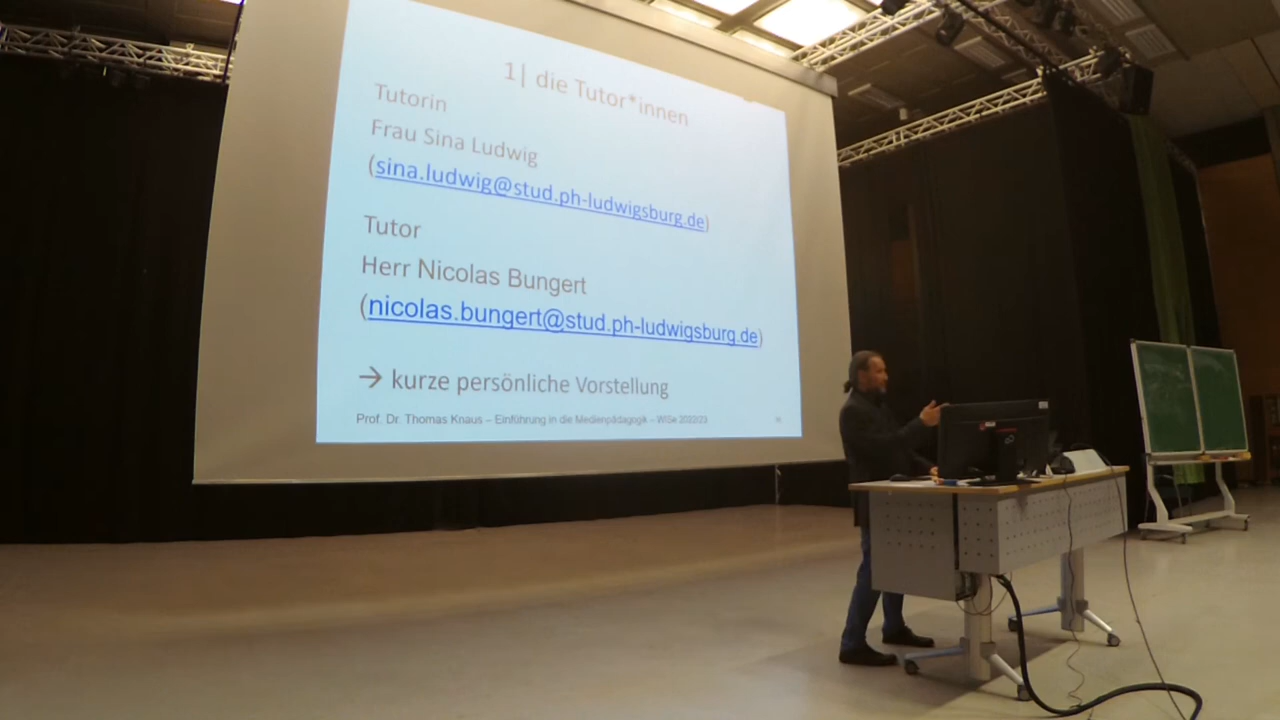 1| die Tutor*innen
Tutorin
Frau Sina Ludwig
(sina.ludwig@stud.ph-ludwigsburg.de)
Tutor
Herr Nicolas Bungert
(nicolas.bungert@stud.ph-ludwigsburg.de)
→ kurze persönliche Vorstellung
Prof. Dr. Thomas Knaus – Einführung in die Medienpädagogik – WiSe 2022/23